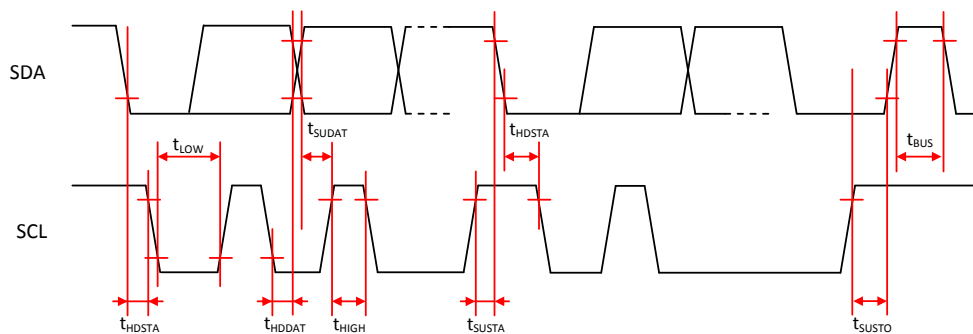 SDA
tSUDAT
tHDSTA
tLOW
tBUS
SCL
tHDSTA
tHDDAT
tHIGH
tSUSTA
tSUSTO